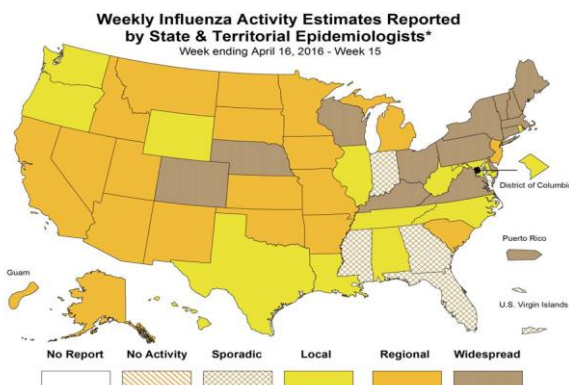 Weekly Influenza Activity Estimates Reported
by State & Territorial Epidemiologists*
Week ending April 16, 2016 - Week 15
District of Columbia
Puerto Rico
Guam
U.S. Virgin Islands
No Report No Activity Sporadic Local Regional Widespread